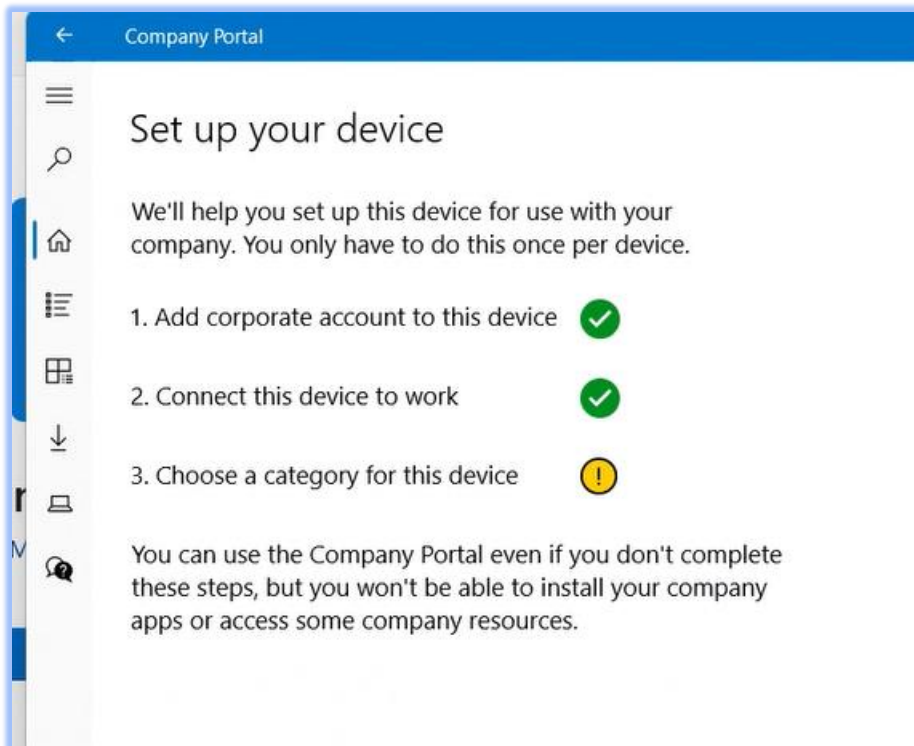 Company Portal
Set up your device
We'll help you set up this device for use with your
company. You only have to do this once per device.
1. Add corporate account to this device
2. Connect this device to work
3. Choose a category for this device
You can use the Company Portal even if you don't complete
these steps, but you won't be able to install your company
apps or access some company resources.